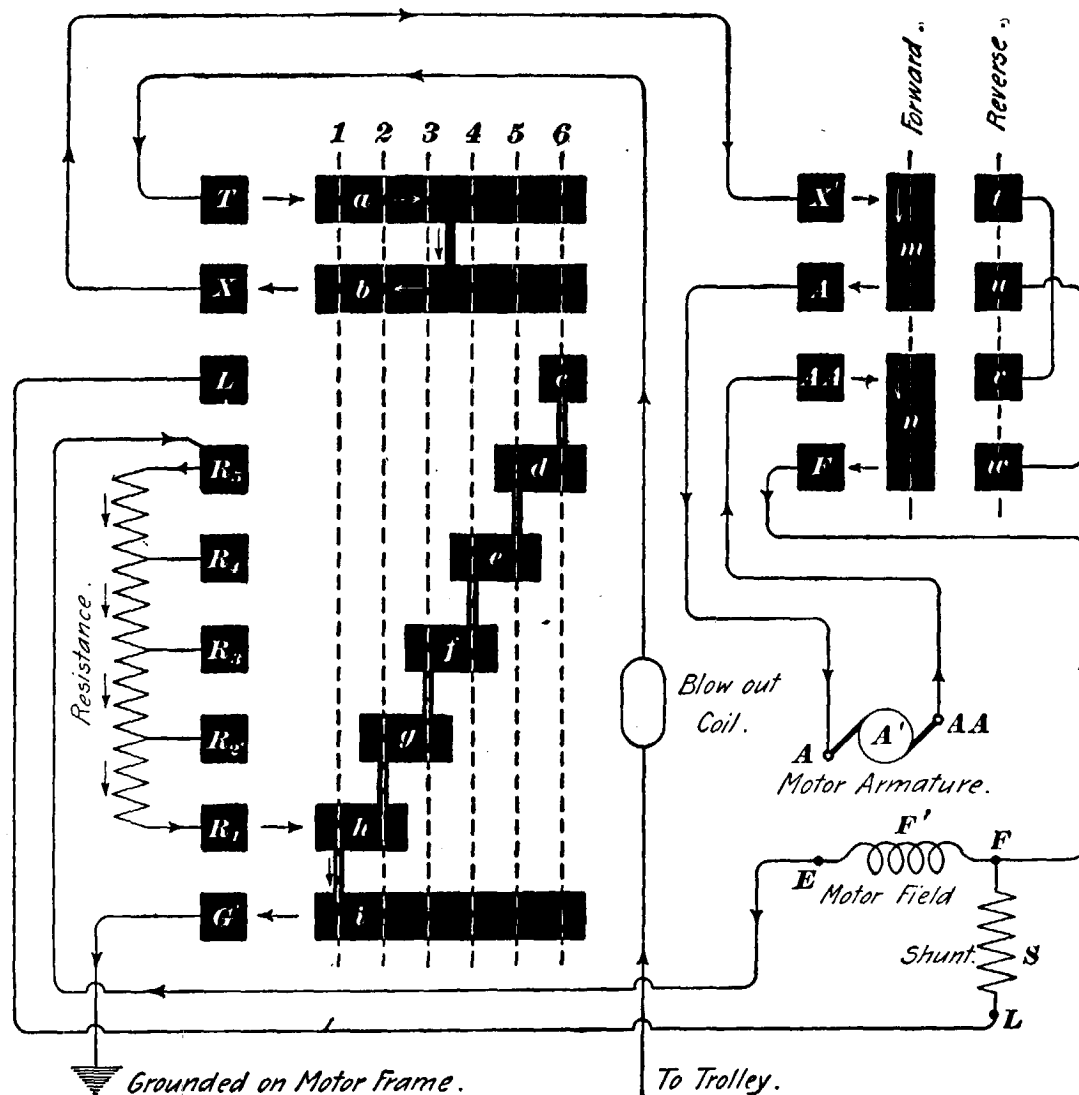 Forward.
Reverse.
1 2 3 4 5 6
T a X' t
X b m A u
L c AA v
R5 d n F w
R4 e
Resistance.
R3 f
Blow out
Coil.
R2 g A A' AA
Motor Armature.
R1 h F' F
E Motor Field
G i Shunt. S
L
Grounded on Motor Frame.
To Trolley.